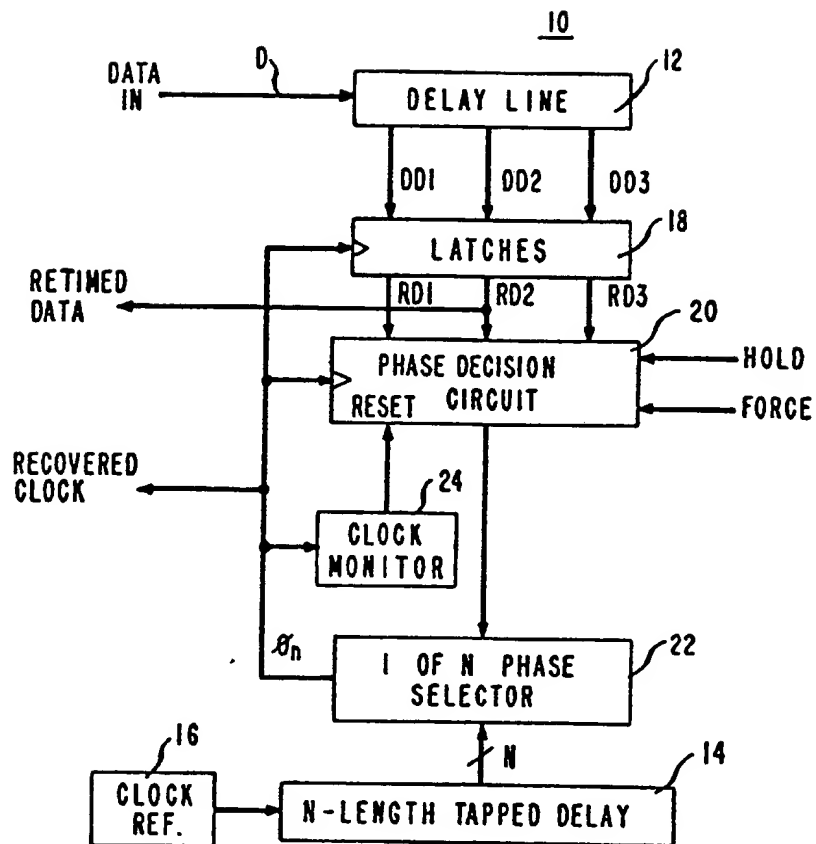 10
DATA
IN
D
12
DELAY LINE
DD1
DD2
DD3
18
LATCHES
RETIMED
DATA
RD1
RD2
RD3
20
PHASE DECISION
CIRCUIT
RESET
HOLD
FORCE
RECOVERED
CLOCK
24
CLOCK
MONITOR
Øn
22
1 OF N PHASE
SELECTOR
N
16
CLOCK
REF.
14
N-LENGTH TAPPED DELAY